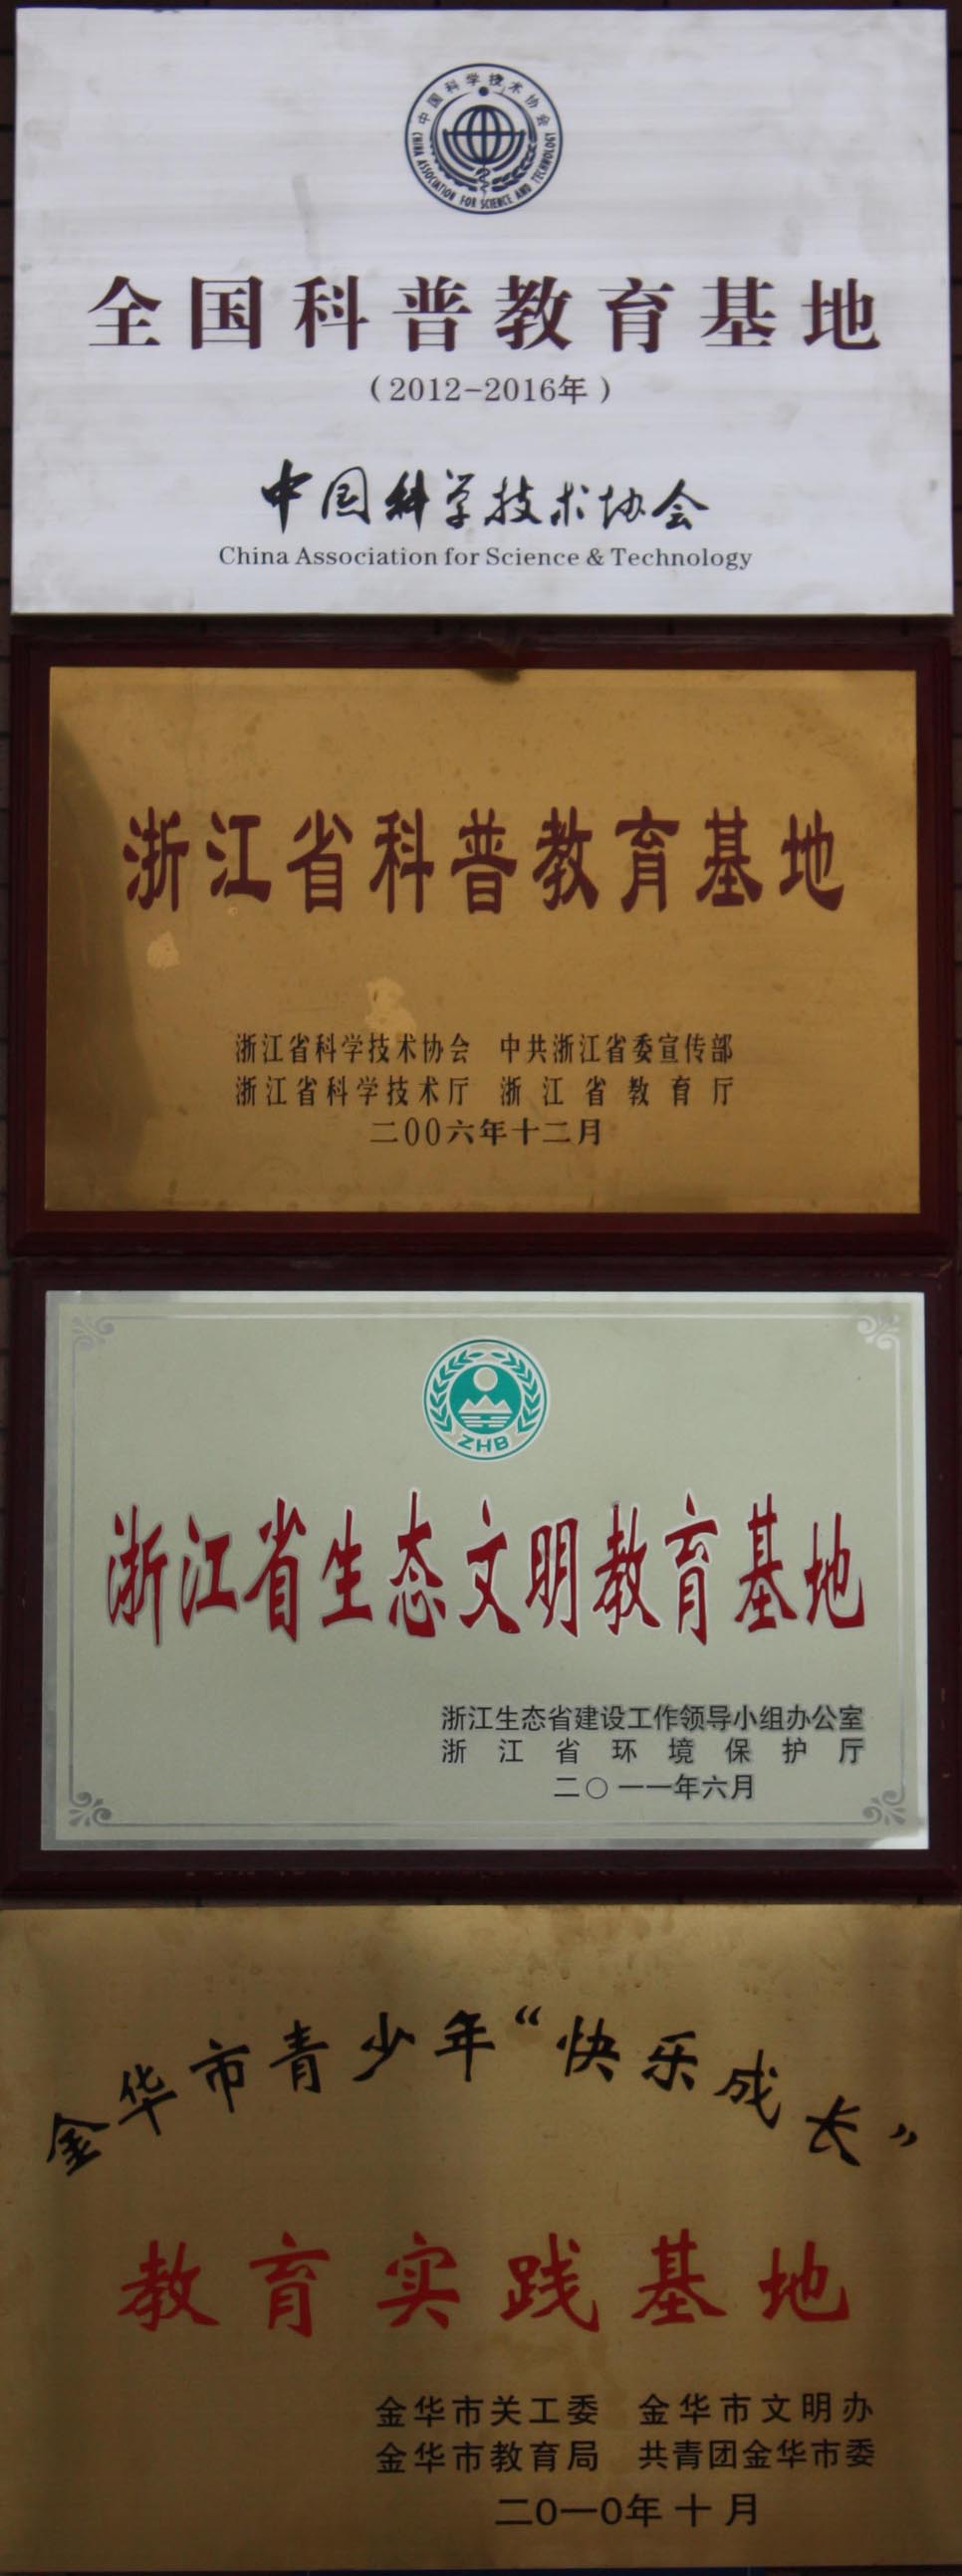 中国科学技术协会
CHINA ASSOCIATION FOR SCIENCE AND TECHNOLOGY
全国科普教育基地
（2012-2016年）
中国科学技术协会
China Association for Science & Technology
浙江省科普教育基地
浙江省科学技术协会 中共浙江省委宣传部
浙江省科学技术厅 浙江省教育厅
二00六年十二月
ZHB
浙江省生态文明教育基地
浙江生态省建设工作领导小组办公室
浙江省环境保护厅
二〇一一年六月
金华市青少年“快乐成长”
教育实践基地
金华市关工委 金华市文明办
金华市教育局 共青团金华市委
二0一0年十月